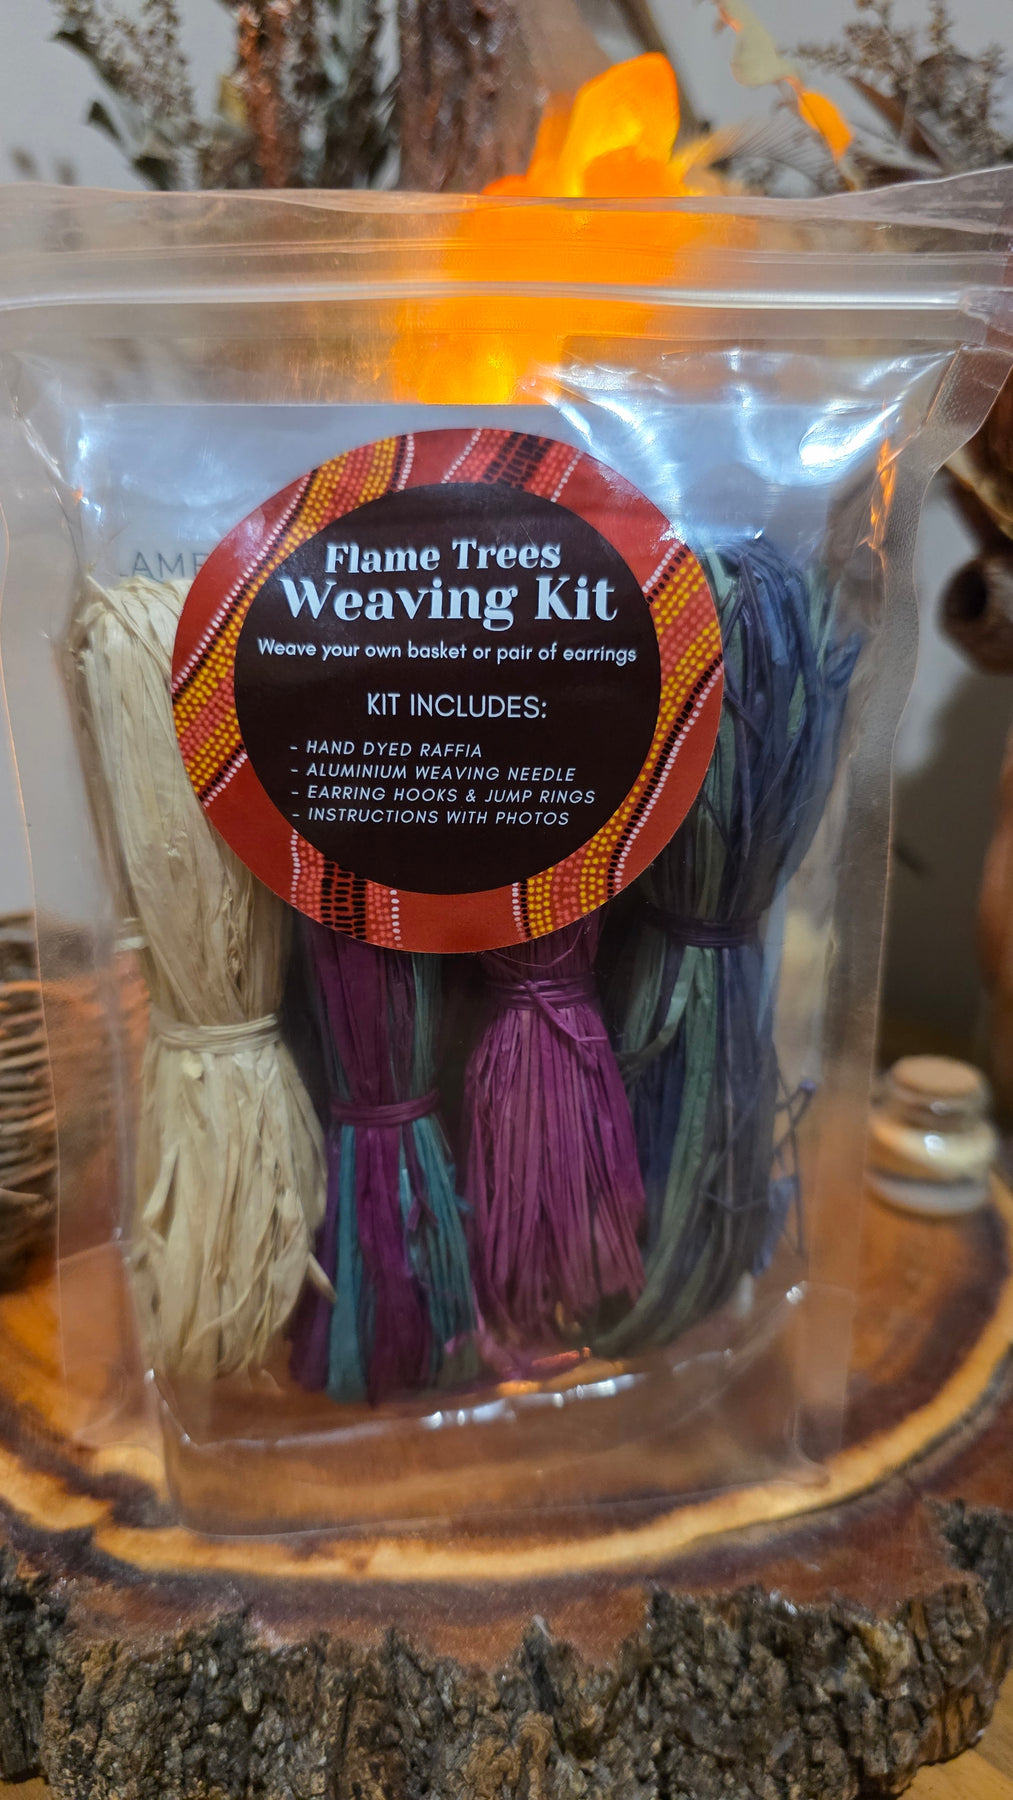 Flame Trees
Weaving Kit
Weave your own basket or pair of earrings
KIT INCLUDES:
- HAND DYED RAFFIA
- ALUMINIUM WEAVING NEEDLE
- EARRING HOOKS & JUMP RINGS
- INSTRUCTIONS WITH PHOTOS